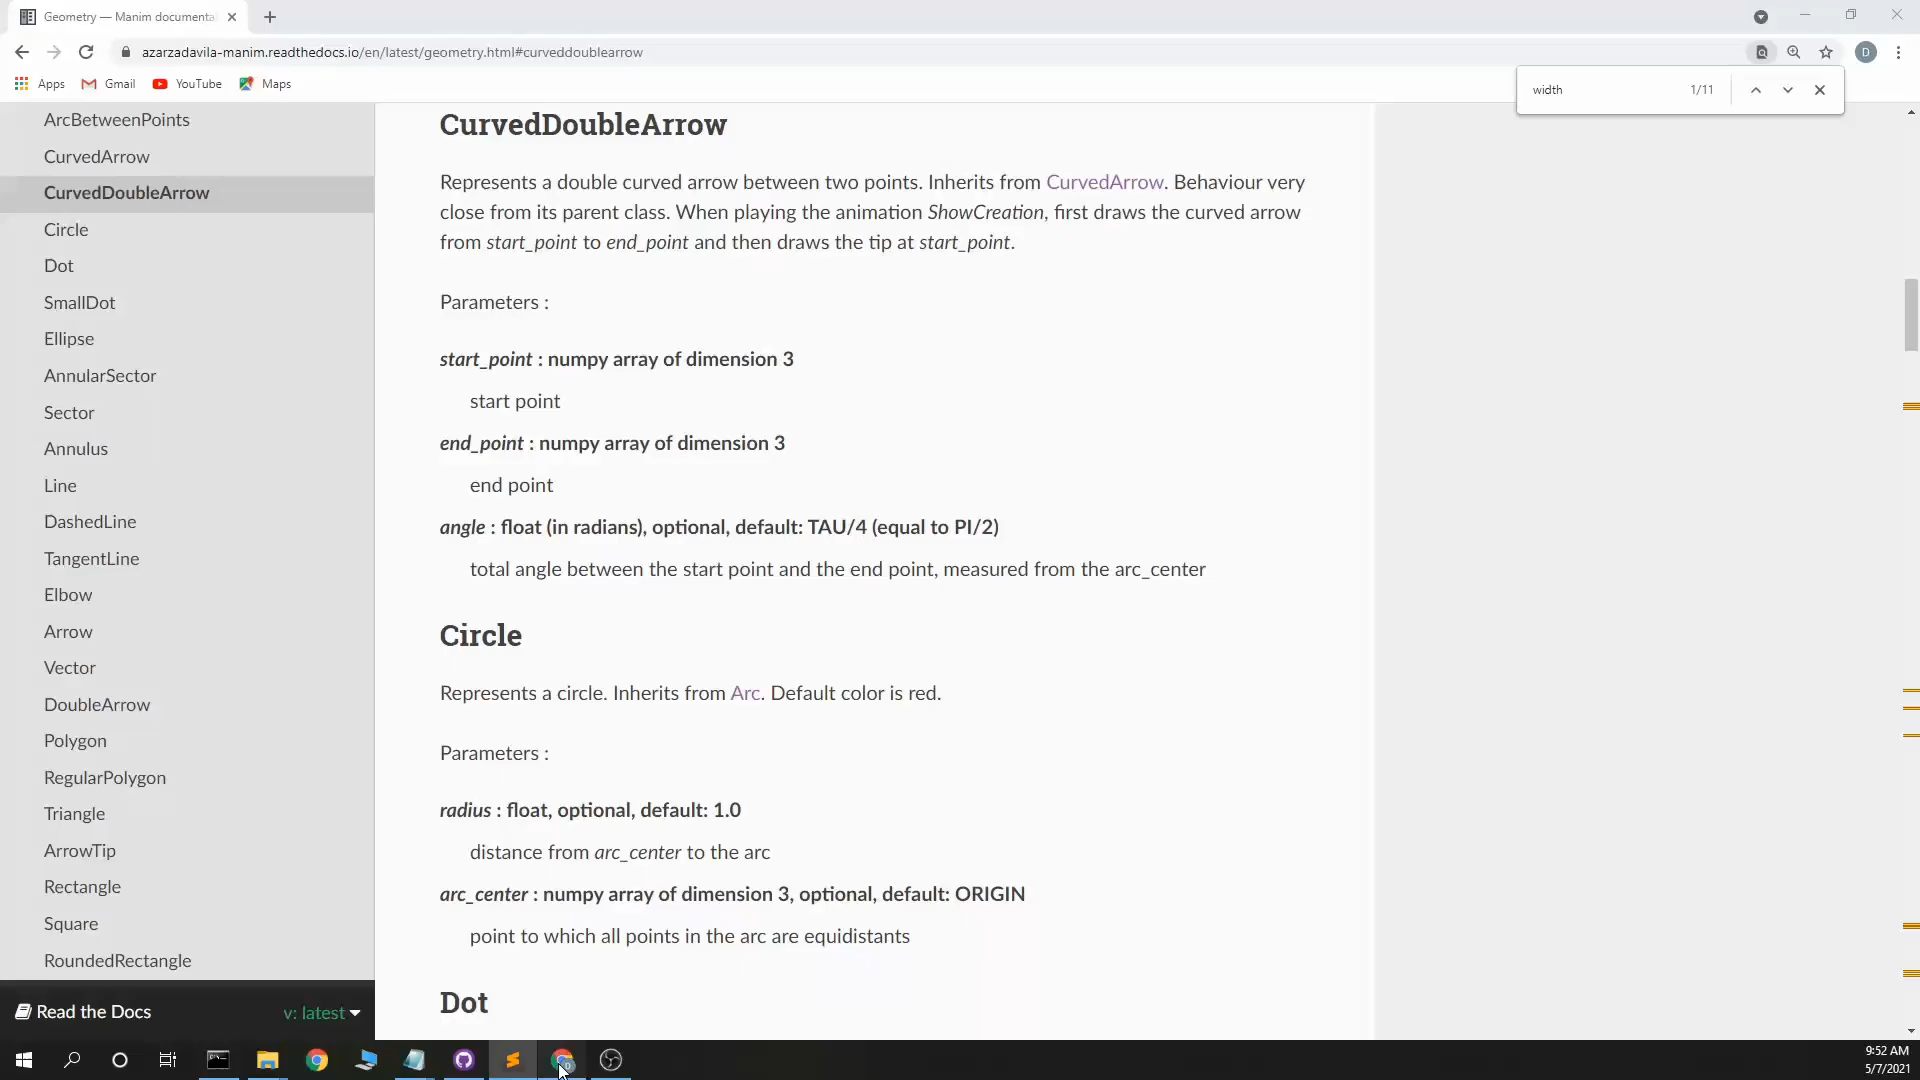 Geometry — Manim documenta
azarzadavila-manim.readthedocs.io/en/latest/geometry.html#curveddoublearrow
D
Apps
Gmail
YouTube
Maps
width
1/11
ArcBetweenPoints
CurvedArrow
CurvedDoubleArrow
Circle
Dot
SmallDot
Ellipse
AnnularSector
Sector
Annulus
Line
DashedLine
TangentLine
Elbow
Arrow
Vector
DoubleArrow
Polygon
RegularPolygon
Triangle
ArrowTip
Rectangle
Square
RoundedRectangle
Read the Docs
v: latest
CurvedDoubleArrow
Represents a double curved arrow between two points. Inherits from CurvedArrow. Behaviour very
close from its parent class. When playing the animation ShowCreation, first draws the curved arrow
from start_point to end_point and then draws the tip at start_point.
Parameters :
start_point : numpy array of dimension 3
start point
end_point : numpy array of dimension 3
end point
angle : float (in radians), optional, default: TAU/4 (equal to PI/2)
total angle between the start point and the end point, measured from the arc_center
Circle
Represents a circle. Inherits from Arc. Default color is red.
Parameters :
radius : float, optional, default: 1.0
distance from arc_center to the arc
arc_center : numpy array of dimension 3, optional, default: ORIGIN
point to which all points in the arc are equidistants
Dot
9:52 AM
5/7/2021